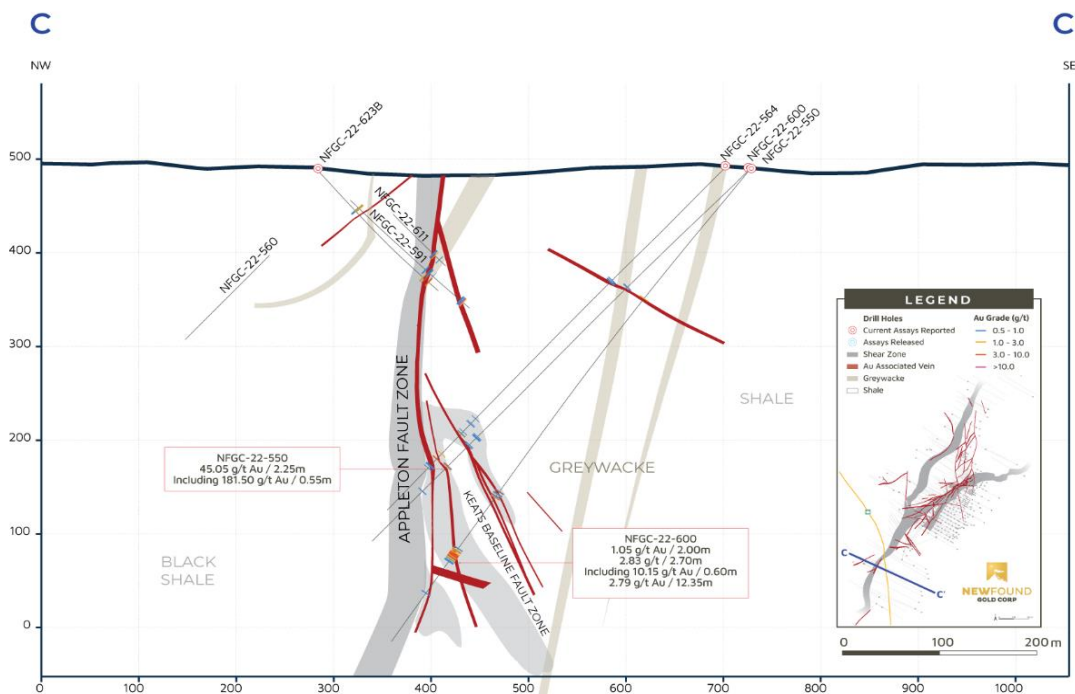 C
C
NW
SE
NFGC-22-623B
NFGC-22-564
NFGC-22-600
NFGC-22-550
500
400
300
200
100
0
NFGC-22-611
NFGC-22-591
NFGC-22-560
APPLETON FAULT ZONE
KEATS BASELINE FAULT ZONE
SHALE
GREYWACKE
BLACK
SHALE
NFGC-22-550
45.05 g/t Au / 2.25m
Including 181.50 g/t Au / 0.55m
NFGC-22-600
1.05 g/t Au / 2.00m
2.83 g/t / 2.70m
Including 10.15 g/t Au / 0.60m
2.79 g/t Au / 12.35m
LEGEND
Drill Holes
Current Assays Reported
Assays Released
Shear Zone
Au Associated Vein
Greywacke
Shale
Au Grade (g/t)
0.5 - 1.0
1.0 - 3.0
3.0 - 10.0
>10.0
C
C'
NEWFOUND
GOLD CORP
0 100 200 m
0 100 200 300 400 500 600 700 800 900 1000